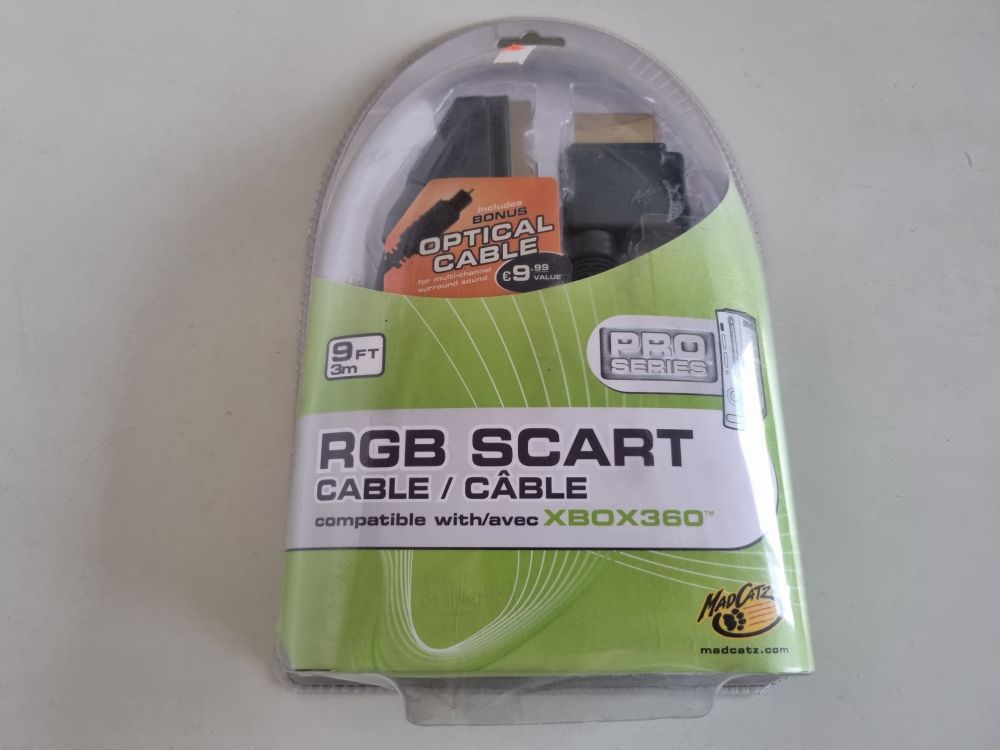 Includes
BONUS
OPTICAL
CABLE
for multi-channel
surround sound
€9.99
VALUE
9FT
3m
PRO
SERIES
RGB SCART
CABLE / CÂBLE
compatible with/avec XBOX360™
MADCATZ
madcatz.com